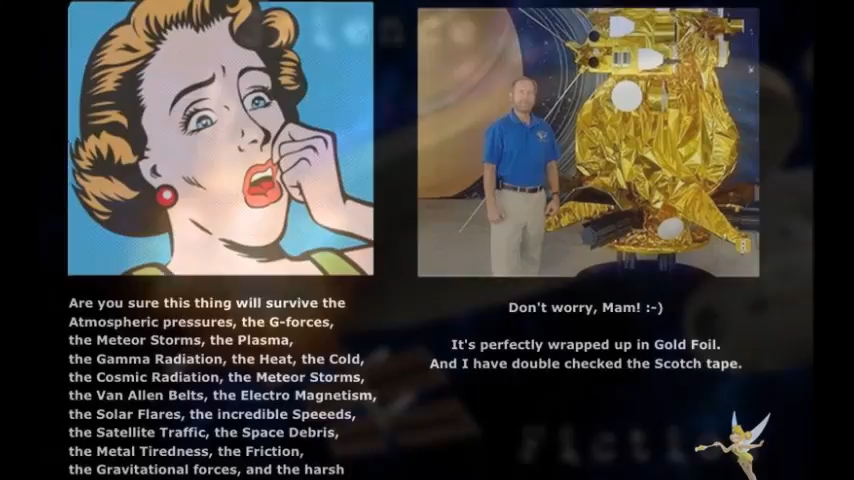 Science
Are you sure this thing will survive the
Atmospheric pressures, the G-forces,
the Meteor Storms, the Plasma,
the Gamma Radiation, the Heat, the Cold,
the Cosmic Radiation, the Meteor Storms,
the Van Allen Belts, the Electro Magnetism,
the Solar Flares, the incredible Speeeds,
the Satellite Traffic, the Space Debris,
the Metal Tiredness, the Friction,
the Gravitational forces, and the harsh
Don't worry, Mam! :-)
It's perfectly wrapped up in Gold Foil.
And I have double checked the Scotch tape.
Fiction